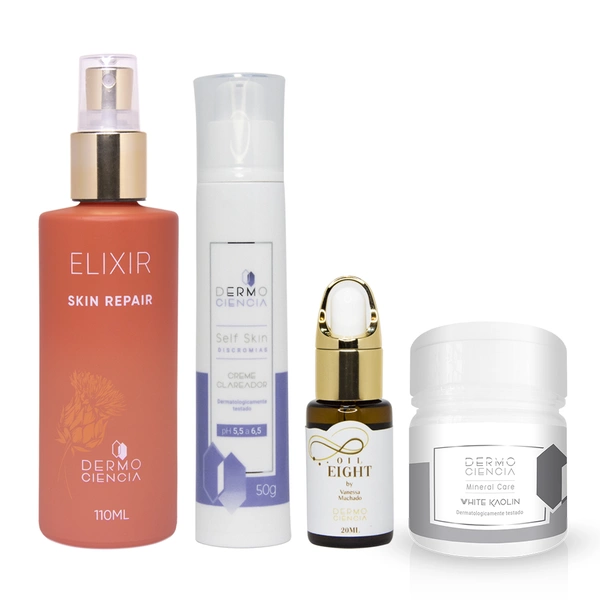 ELIXIR
SKIN REPAIR
DERMO
CIENCIA
110ML
DERMO
CIENCIA
Self Skin
DISCROMINE
CREME
CLAREADOR
Dermatologicamente
testado
pH 5,5 a 6,5
50g
OIL
EIGHT
by
Vanessa
Machado
DERMO
CIENCIA
20ML
DERMO
CIENCIA
Mineral Care
WHITE KAOLIN
Dermatologicamente testado